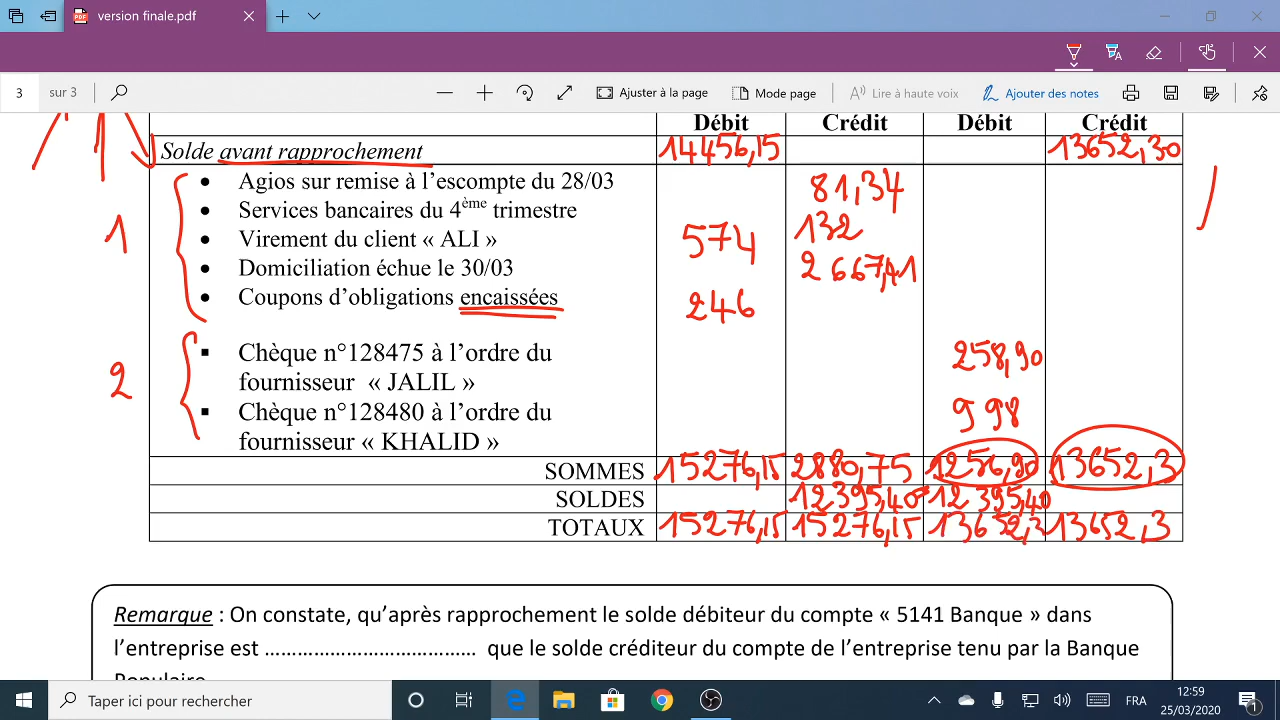 version finale.pdf
3 sur 3 Ajuster à la page Mode page Lire à haute voix Ajouter des notes
Débit Crédit Débit Crédit
Solde avant rapprochement 14456,15 13652,30
• Agios sur remise à l'escompte du 28/03 81,34
• Services bancaires du 4ème trimestre 132
• Virement du client « ALI » 574
• Domiciliation échue le 30/03 2667,41
• Coupons d'obligations encaissées 246
1
▪ Chèque n°128475 à l'ordre du 258,90
fournisseur « JALIL »
2
▪ Chèque n°128480 à l'ordre du 998
fournisseur « KHALID »
SOMMES 15276,15 2880,75 1256,90 13652,3
SOLDES 12395,40 12395,40
TOTAUX 15276,15 15276,15 13652,3 13652,3
Remarque : On constate, qu'après rapprochement le solde débiteur du compte « 5141 Banque » dans
l'entreprise est ………………………………… que le solde créditeur du compte de l'entreprise tenu par la Banque
Populaire
Taper ici pour rechercher FRA 12:59
25/03/2020